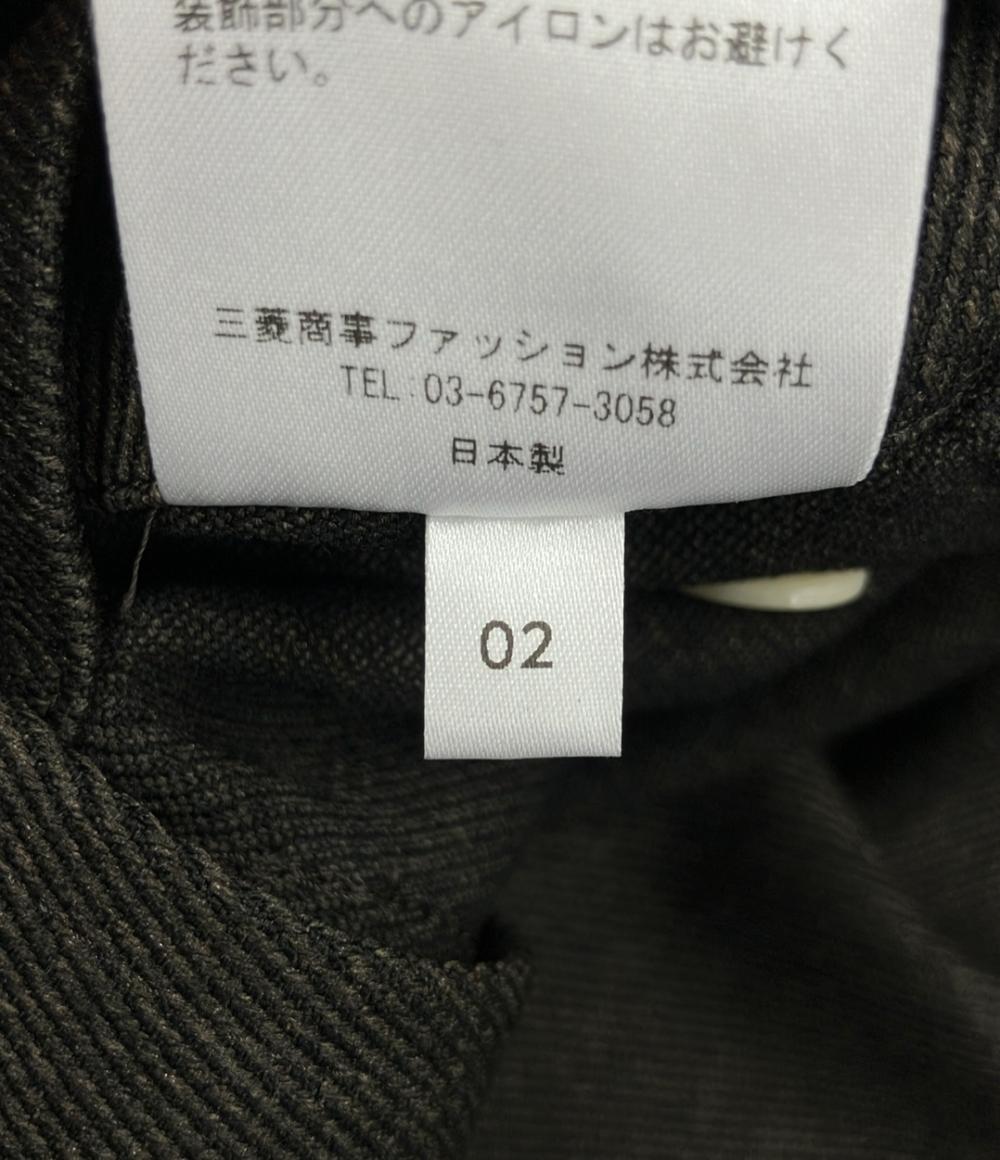 装飾部分へのアイロンはお避けく
ださい。
三菱商事ファッション株式会社
TEL:03-6757-3058
日本製
02